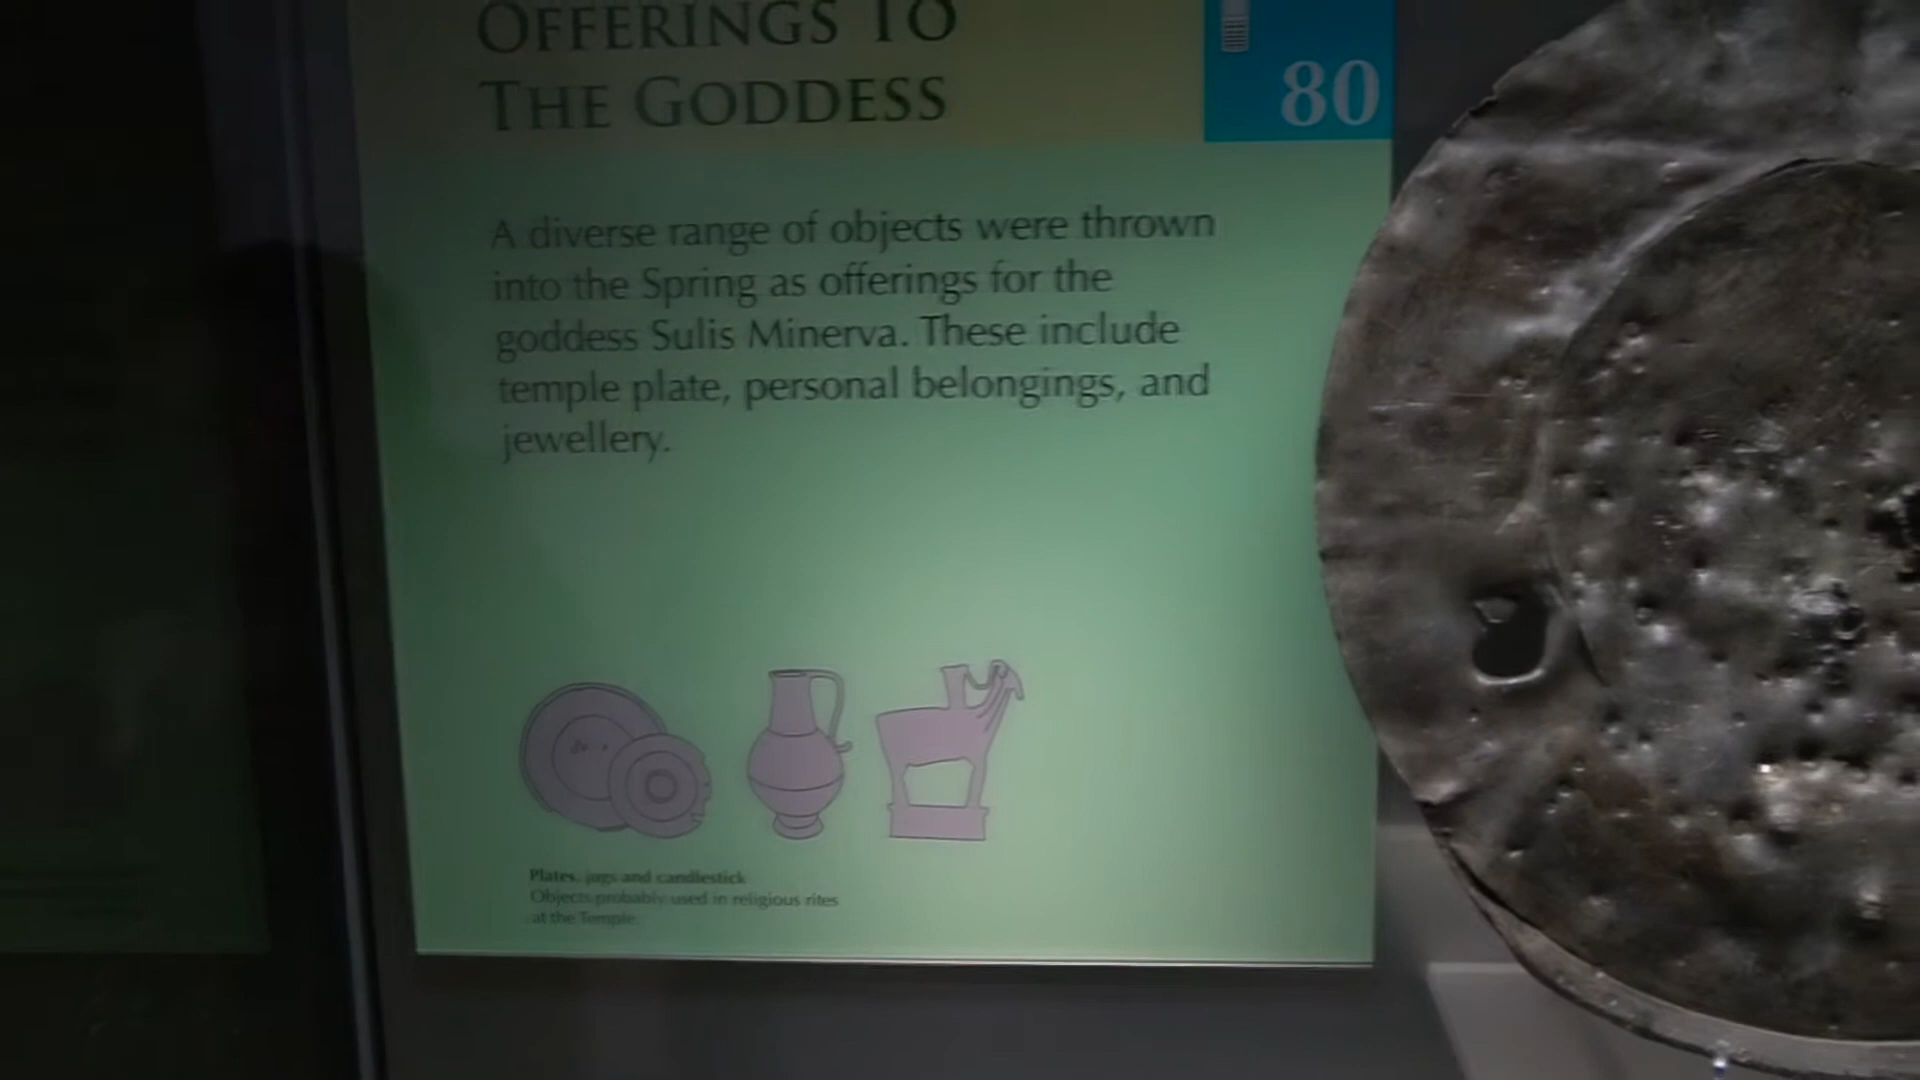 OFFERINGS TO
THE GODDESS
80
A diverse range of objects were thrown
into the Spring as offerings for the
goddess Sulis Minerva. These include
temple plate, personal belongings, and
jewellery.
Plates, jugs and candlestick
Objects probably used in religious rites
at the Temple.